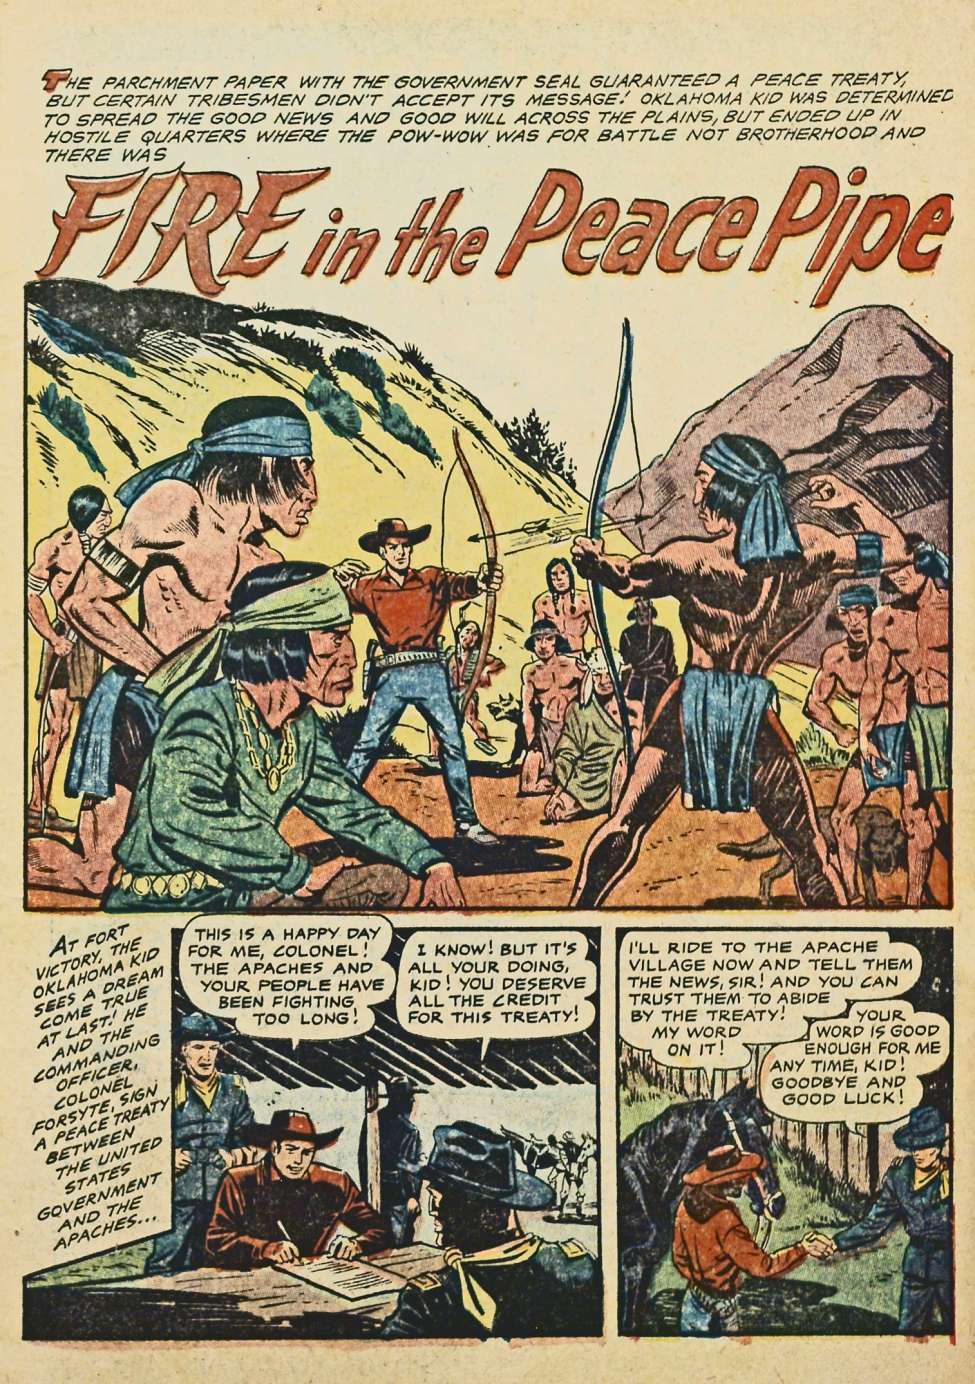 THE PARCHMENT PAPER WITH THE GOVERNMENT SEAL GUARANTEED A PEACE TREATY,
BUT CERTAIN TRIBESMEN DIDN'T ACCEPT ITS MESSAGE! OKLAHOMA KID WAS DETERMINED
TO SPREAD THE GOOD NEWS AND GOOD WILL ACROSS THE PLAINS, BUT ENDED UP IN
HOSTILE QUARTERS WHERE THE POW-WOW WAS FOR BATTLE NOT BROTHERHOOD AND
THERE WAS
FIRE in the Peace Pipe
AT FORT
VICTORY, THE
OKLAHOMA KID
SEES A DREAM
COME TRUE
AT LAST! HE
AND THE
COMMANDING
OFFICER,
COLONEL
FORSYTE, SIGN
A PEACE TREATY
BETWEEN
THE UNITED
STATES
GOVERNMENT
AND THE
APACHES...
THIS IS A HAPPY DAY
FOR ME, COLONEL!
THE APACHES AND
YOUR PEOPLE HAVE
BEEN FIGHTING
TOO LONG!
I KNOW! BUT IT'S
ALL YOUR DOING,
KID! YOU DESERVE
ALL THE CREDIT
FOR THIS TREATY!
I'LL RIDE TO THE APACHE
VILLAGE NOW AND TELL THEM
THE NEWS, SIR! AND YOU CAN
TRUST THEM TO ABIDE
BY THE TREATY!
MY WORD
ON IT!
YOUR
WORD IS GOOD
ENOUGH FOR ME
ANY TIME, KID!
GOODBYE AND
GOOD LUCK!